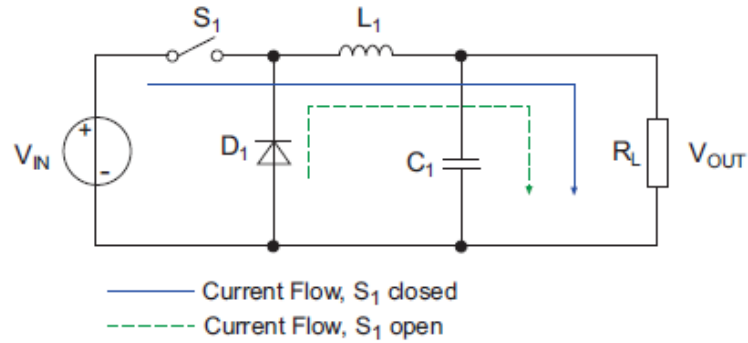 S1
L1
+
VIN
-
D1
C1
RL
VOUT
Current Flow, S1 closed
Current Flow, S1 open